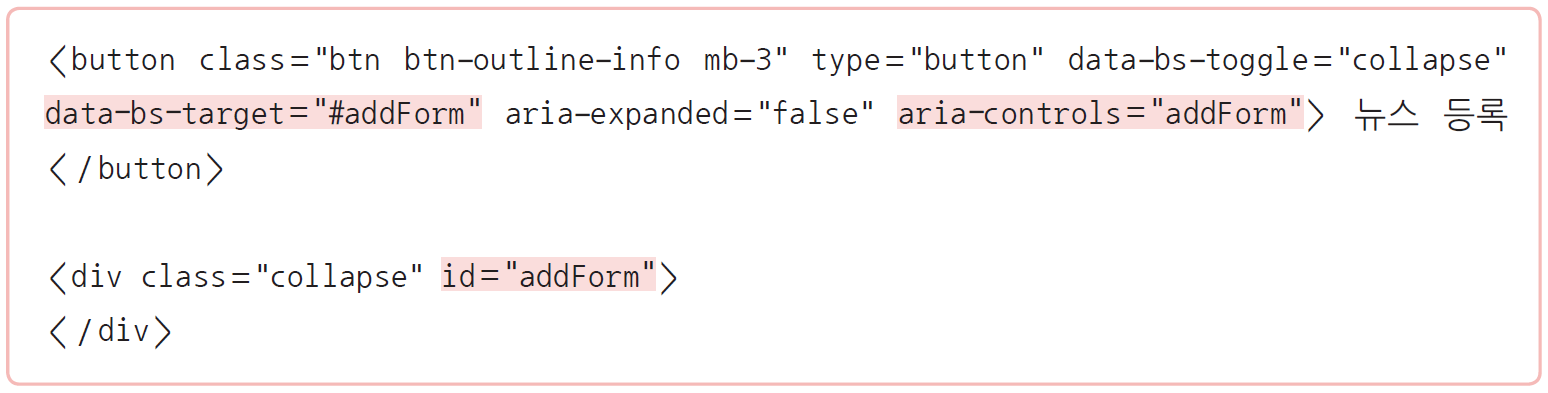 <button class="btn btn-outline-info mb-3" type="button" data-bs-toggle="collapse"
data-bs-target="#addForm" aria-expanded="false" aria-controls="addForm"> 뉴스 등록
</button>
<div class="collapse" id="addForm">
</div>